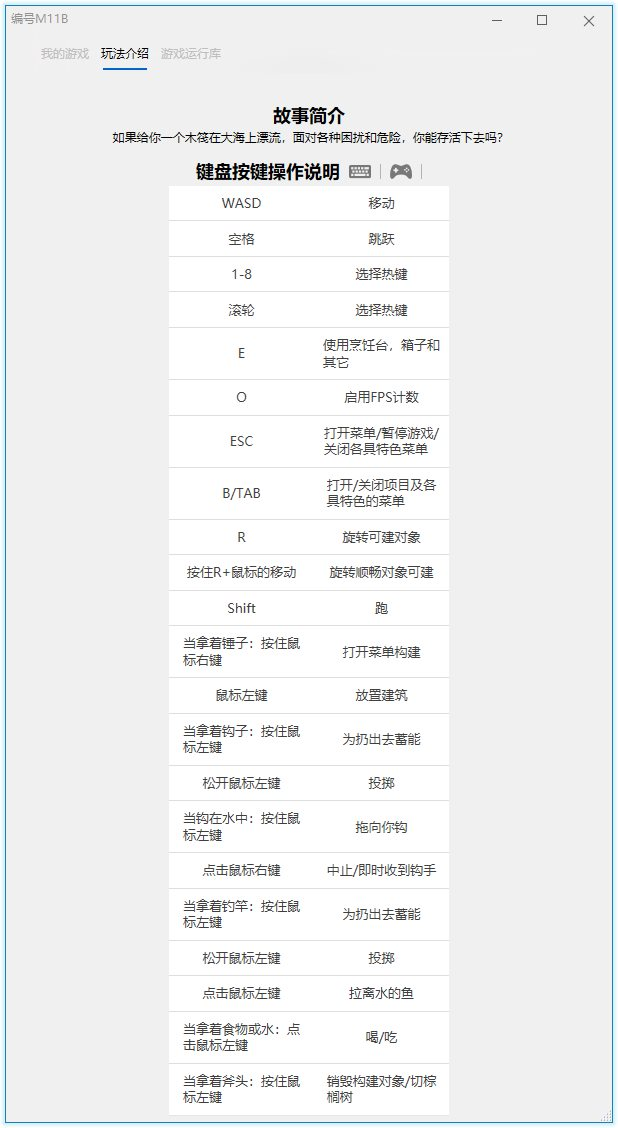 编号M11B
我的游戏 玩法介绍 游戏运行库
故事简介
如果给你一个木筏在大海上漂流，面对各种困扰和危险，你能存活下去吗？
键盘按键操作说明
WASD 移动
空格 跳跃
1-8 选择热键
滚轮 选择热键
E 使用烹饪台，箱子和
其它
O 启用FPS计数
ESC 打开菜单/暂停游戏/
关闭各具特色菜单
B/TAB 打开/关闭项目及各
具特色的菜单
R 旋转可建对象
按住R+鼠标的移动 旋转顺畅对象可建
Shift 跑
当拿着锤子：按住鼠
标右键 打开菜单构建
鼠标左键 放置建筑
当拿着钩子：按住鼠
标左键 为扔出去蓄能
松开鼠标左键 投掷
当钩在水中：按住鼠
标左键 拖向你钩
点击鼠标右键 中止/即时收到钩手
当拿着钓竿：按住鼠
标左键 为扔出去蓄能
松开鼠标左键 投掷
点击鼠标左键 拉离水的鱼
当拿着食物或水：点
击鼠标左键 喝/吃
当拿着斧头：按住鼠
标左键 销毁构建对象/切棕
榈树